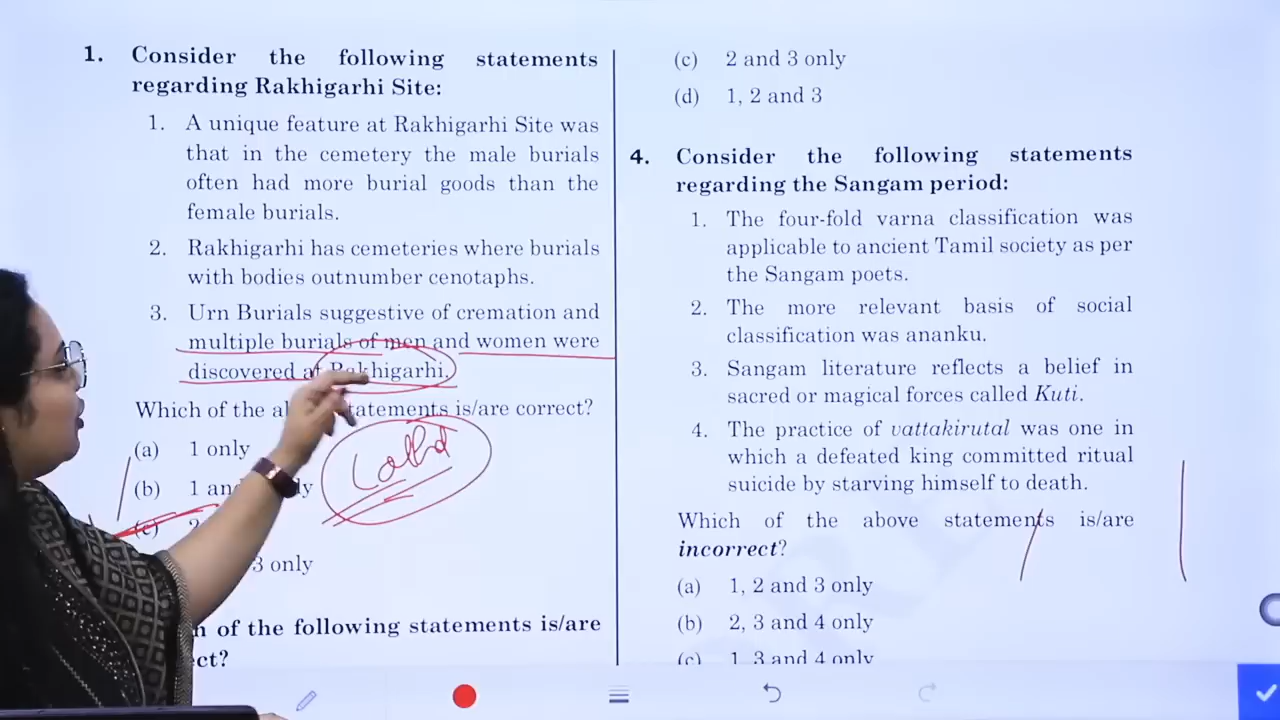 1. Consider the following statements
regarding Rakhigarhi Site:
1. A unique feature at Rakhigarhi Site was
that in the cemetery the male burials
often had more burial goods than the
female burials.
2. Rakhigarhi has cemeteries where burials
with bodies outnumber cenotaphs.
3. Urn Burials suggestive of cremation and
multiple burials of men and women were
discovered at Rakhigarhi.
Which of the statements is/are correct?
(a) 1 only
(b) 1
(c) 2
3 only
of the following statements is/are
(c) 2 and 3 only
(d) 1, 2 and 3
4. Consider the following statements
regarding the Sangam period:
1. The four-fold varna classification was
applicable to ancient Tamil society as per
the Sangam poets.
2. The more relevant basis of social
classification was ananku.
3. Sangam literature reflects a belief in
sacred or magical forces called Kuti.
4. The practice of vattakirutal was one in
which a defeated king committed ritual
suicide by starving himself to death.
Which of the above statements is/are
incorrect?
(a) 1, 2 and 3 only
(b) 2, 3 and 4 only
(c) 1, 3 and 4 only